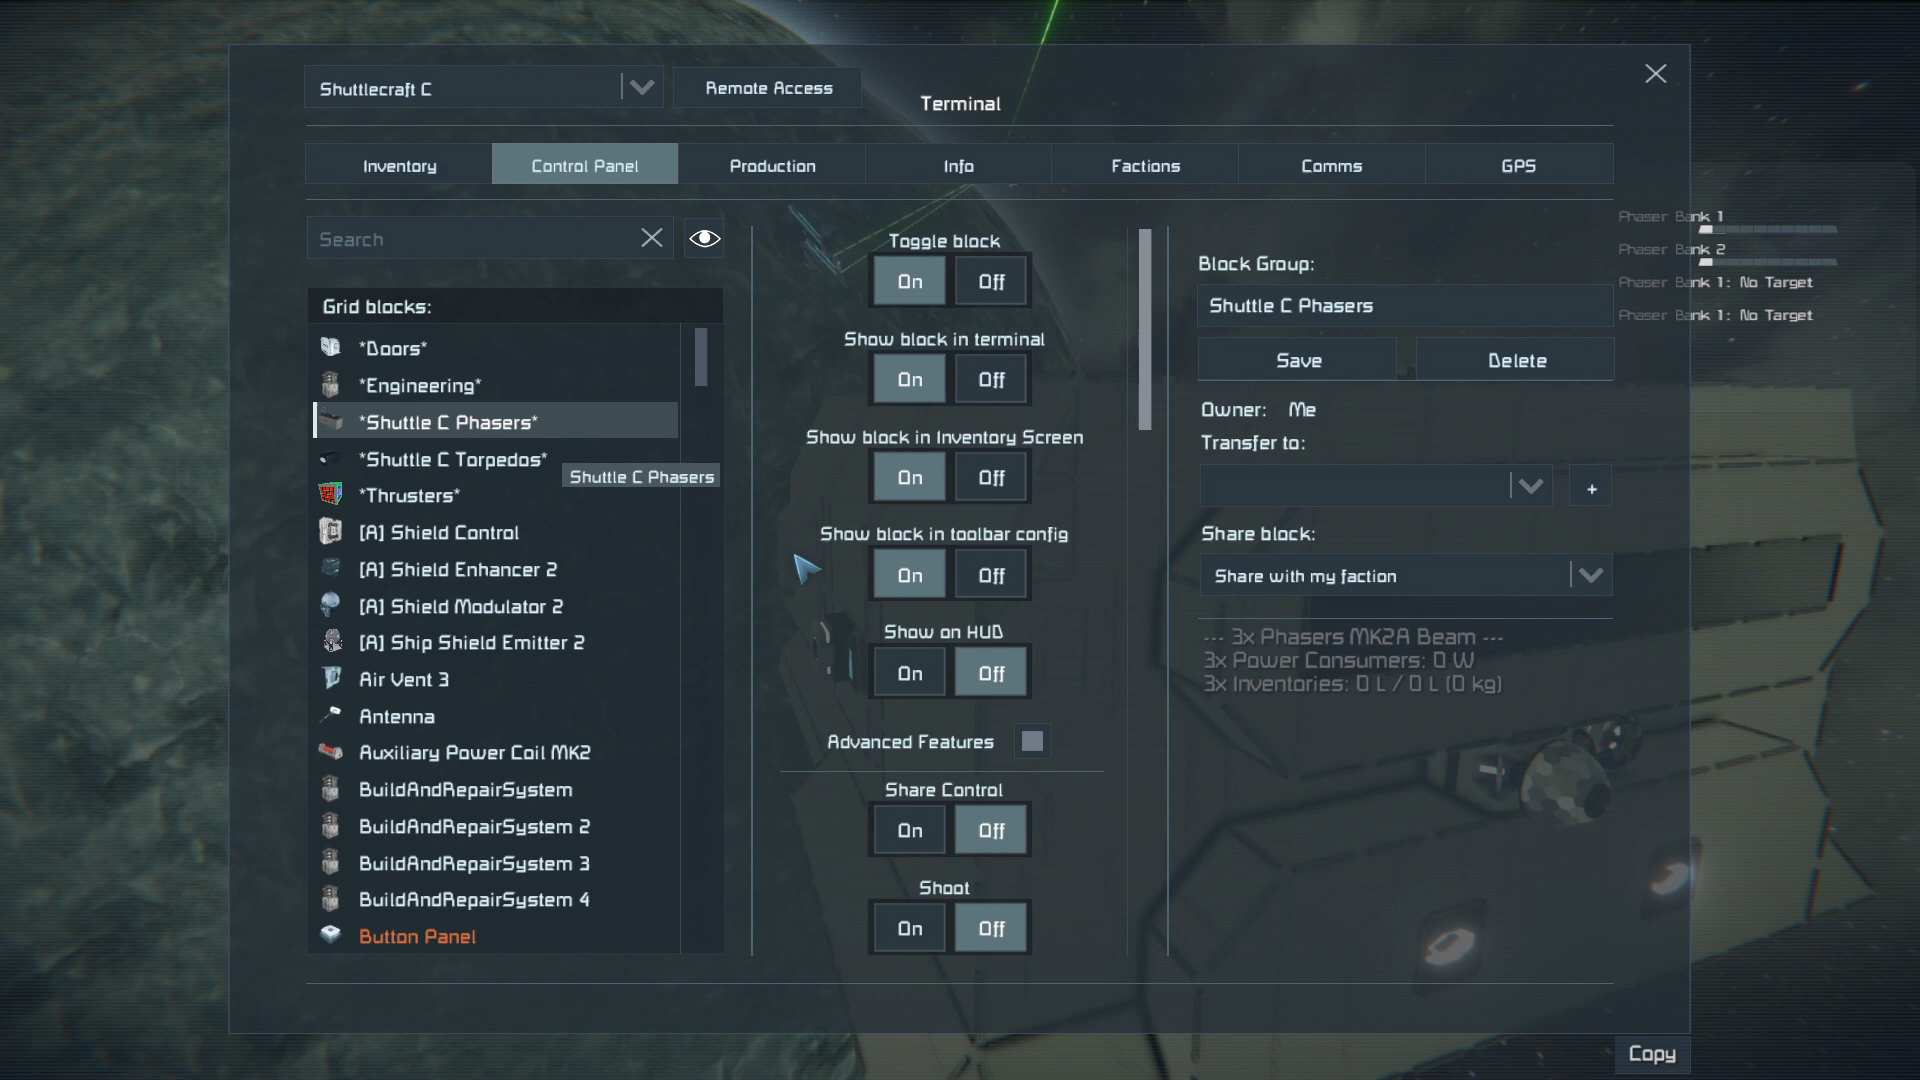 Shuttlecraft C
Remote Access
Terminal
Inventory
Control Panel
Production
Info
Factions
Comms
GPS
Search
Grid blocks:
*Doors*
*Engineering*
*Shuttle C Phasers*
*Shuttle C Torpedos*
Shuttle C Phasers
*Thrusters*
[A] Shield Control
[A] Shield Enhancer 2
[A] Shield Modulator 2
[A] Ship Shield Emitter 2
Air Vent 3
Antenna
Auxiliary Power Coil MK2
BuildAndRepairSystem
BuildAndRepairSystem 2
BuildAndRepairSystem 3
BuildAndRepairSystem 4
Button Panel
Toggle block
On Off
Show block in terminal
On Off
Show block in Inventory Screen
On Off
Show block in toolbar config
On Off
Show on HUD
On Off
Advanced Features
Share Control
On Off
Shoot
On Off
Block Group:
Shuttle C Phasers
Save
Delete
Owner: Me
Transfer to:
+
Share block:
Share with my faction
--- 3x Phasers MK2A Beam ---
3x Power Consumers: 0 W
3x Inventories: 0 L / 0 L (0 kg)
Phaser Bank 1
Phaser Bank 2
Phaser Bank 1: No Target
Phaser Bank 1: No Target
Copy